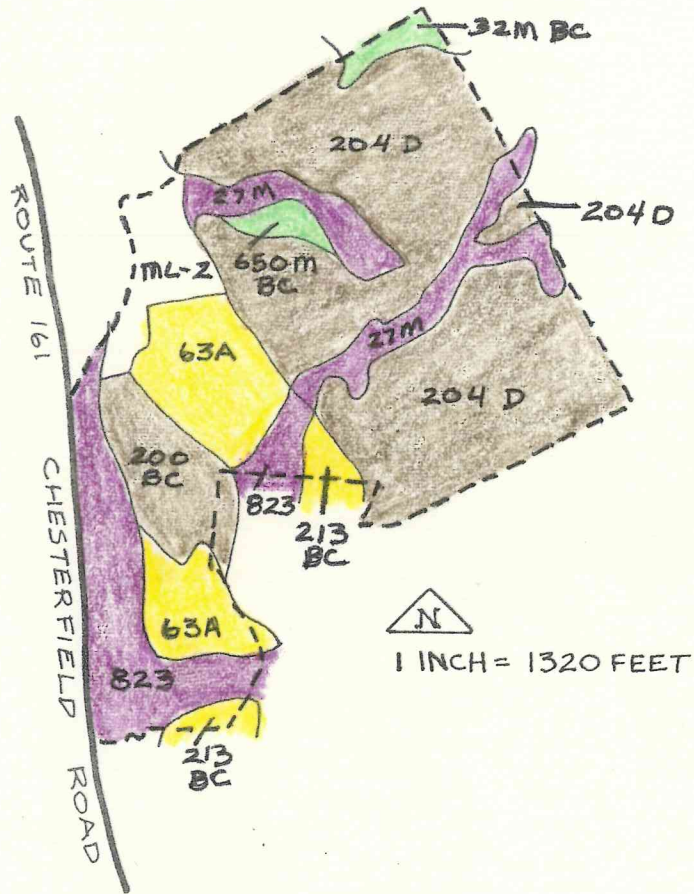 32M BC
204 D
204 D
27M
650 M
BC
ML-2
27M
63A
204 D
200
BC
823
213
BC
63A
823
213
BC
ROUTE 161 CHESTERFIELD ROAD
N
1 INCH = 1320 FEET